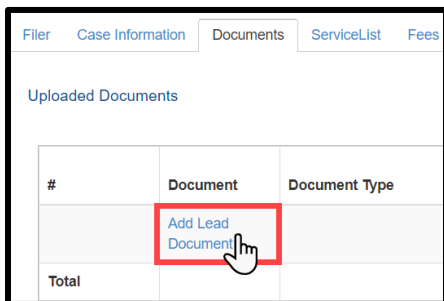 Filer Case Information Documents ServiceList Fees
Uploaded Documents
# Document Document Type
Add Lead
Document
Total